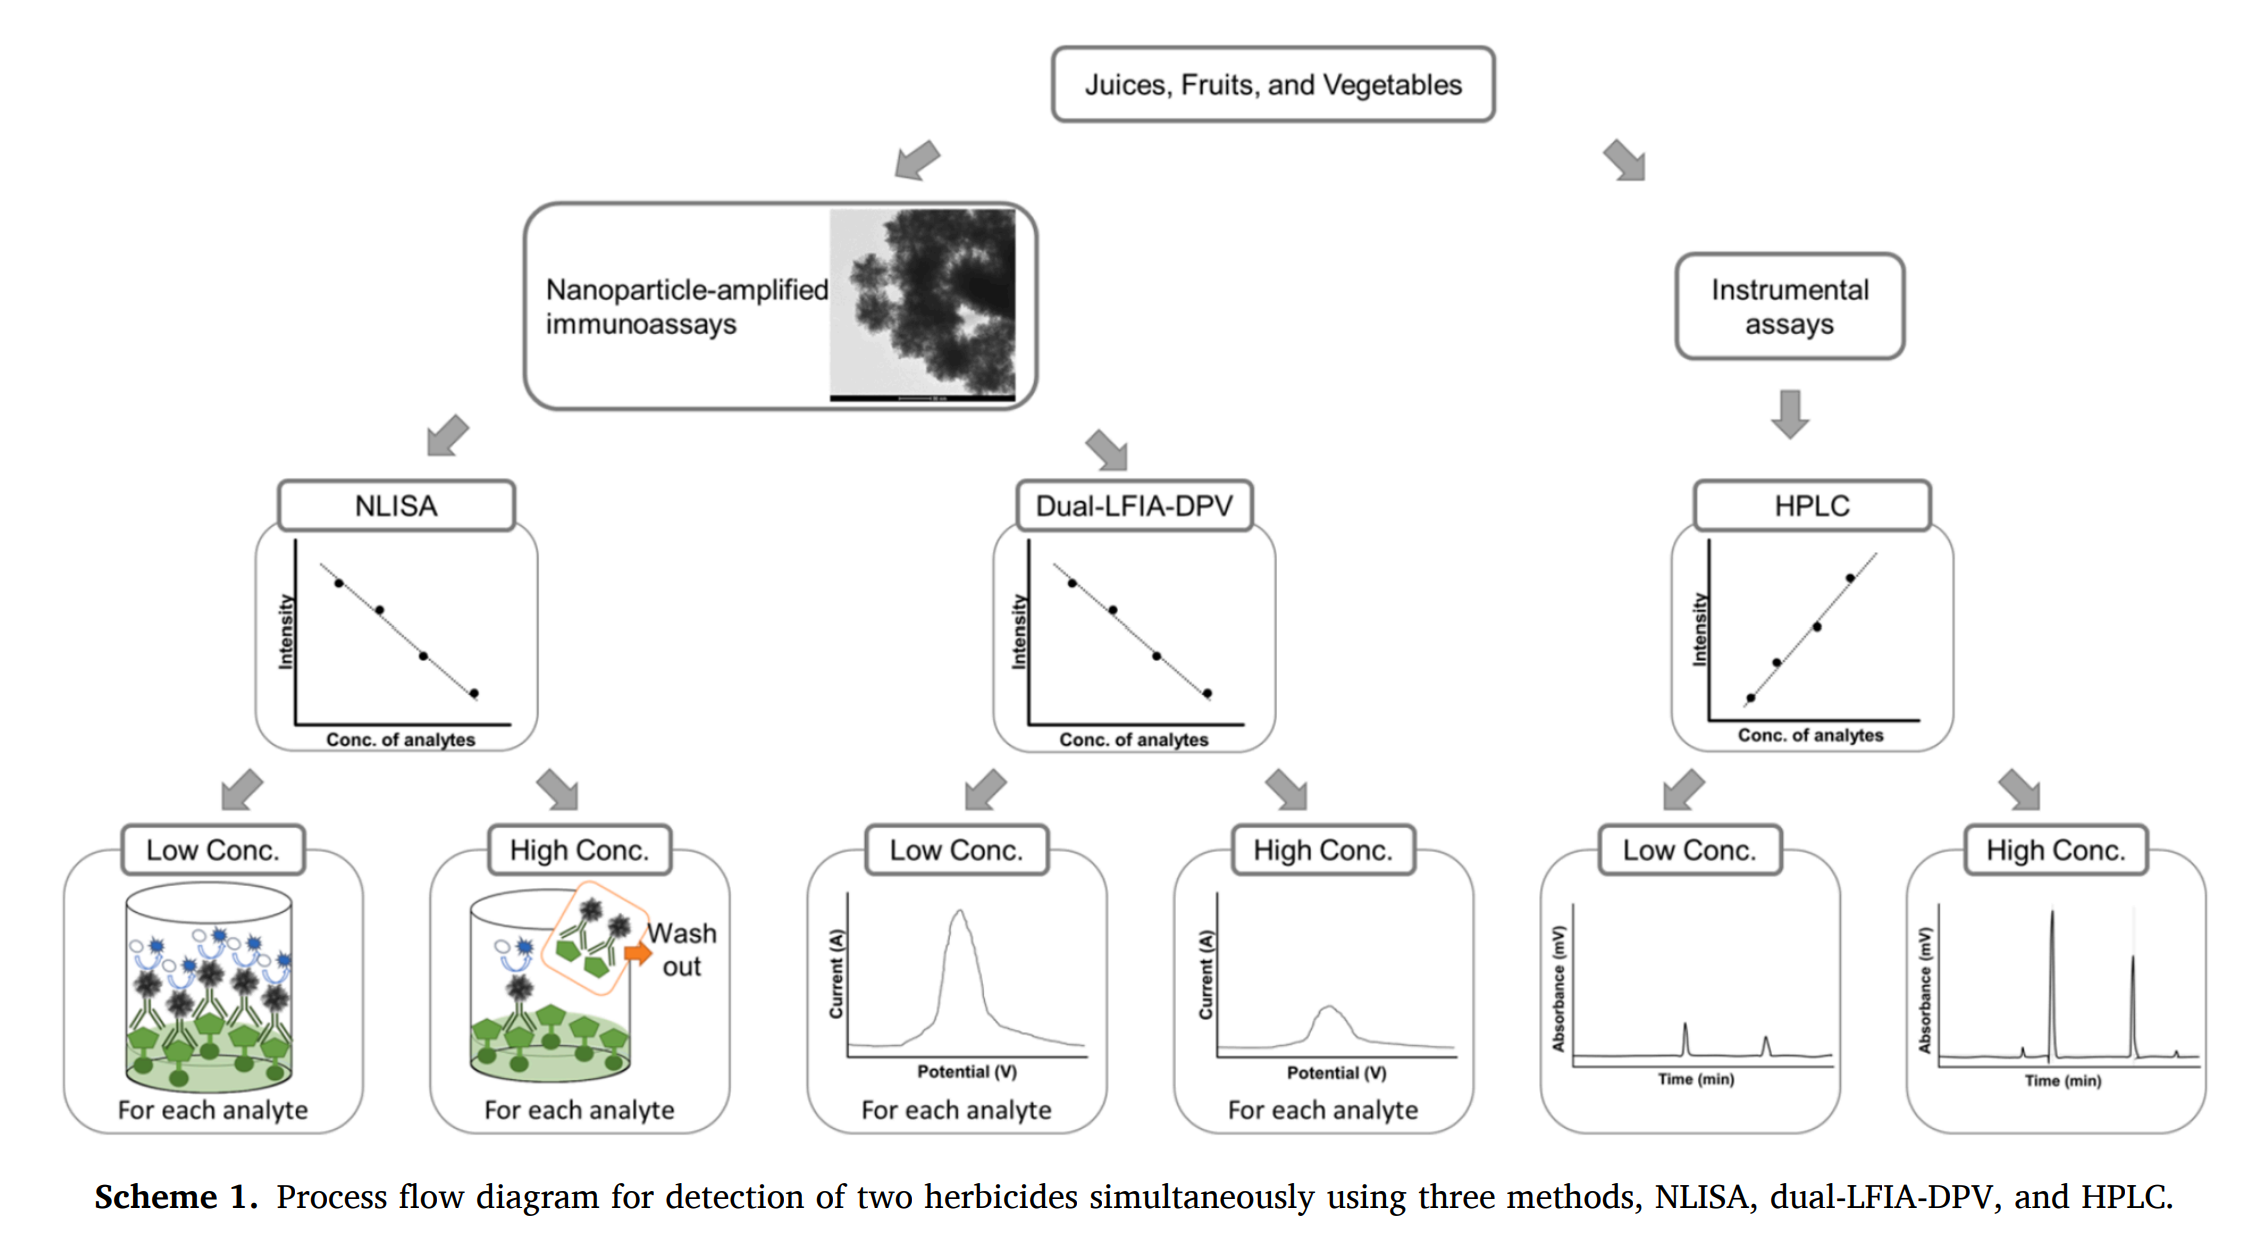 Juices, Fruits, and Vegetables
Nanoparticle-amplified
immunoassays
Instrumental
assays
NLISA
Intensity
Conc. of analytes
Dual-LFIA-DPV
Intensity
Conc. of analytes
HPLC
Intensity
Conc. of analytes
Low Conc.
For each analyte
High Conc.
Wash
out
For each analyte
Low Conc.
Current (A)
Potential (V)
For each analyte
High Conc.
Current (A)
Potential (V)
For each analyte
Low Conc.
Absorbance (mV)
Time (min)
High Conc.
Absorbance (mV)
Time (min)
Scheme 1. Process flow diagram for detection of two herbicides simultaneously using three methods, NLISA, dual-LFIA-DPV, and HPLC.